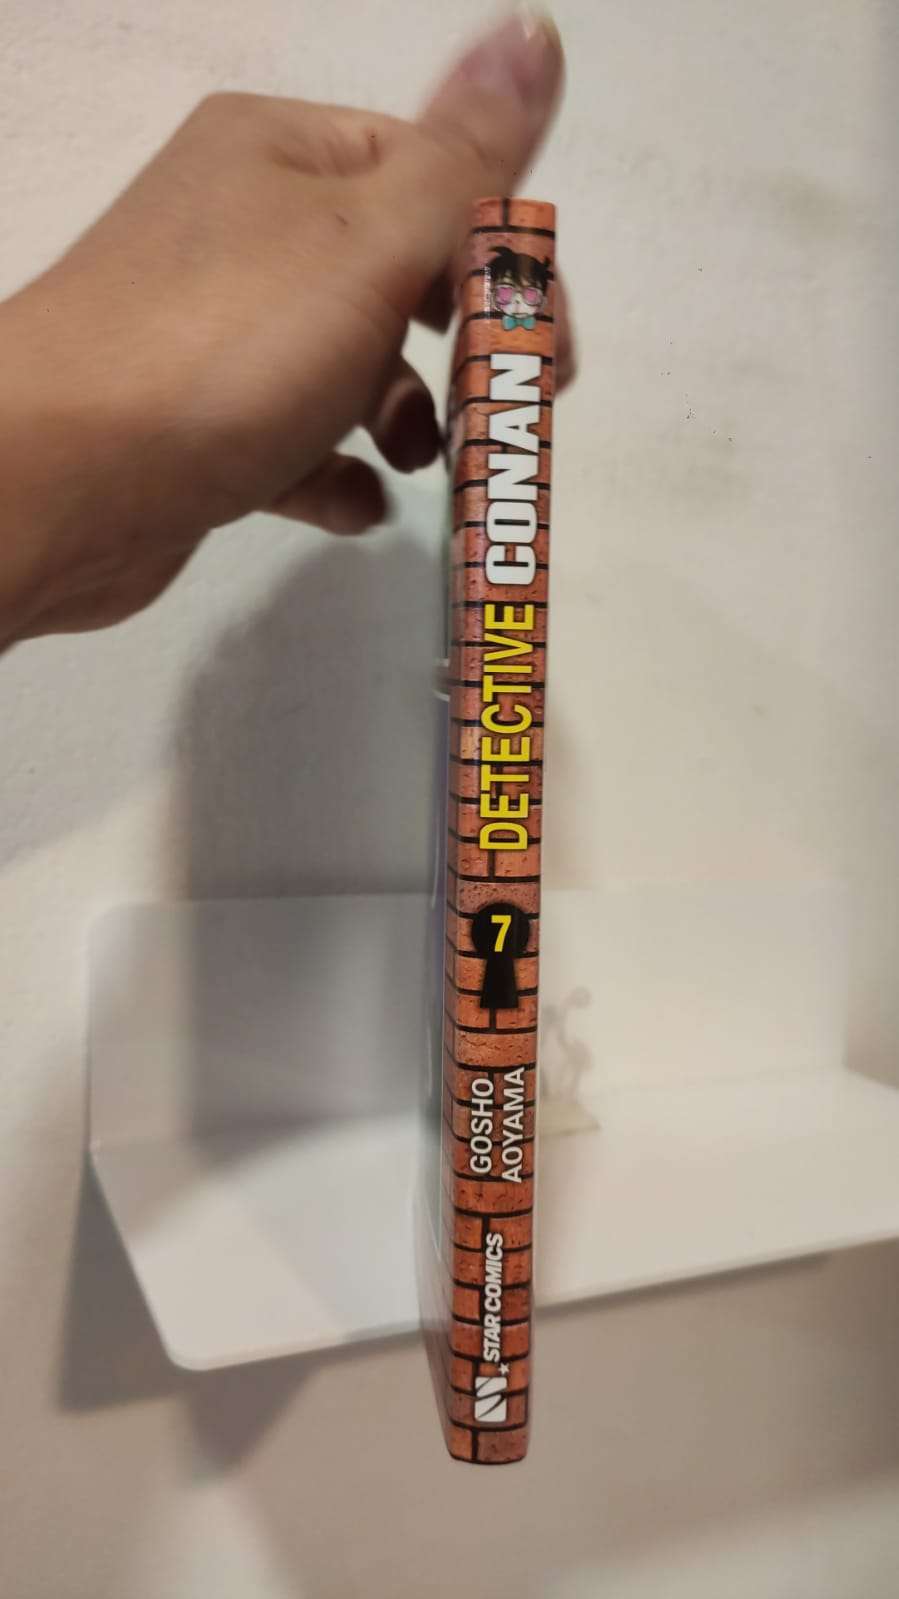 DETECTIVE CONAN
7
GOSHO
AOYAMA
STAR COMICS